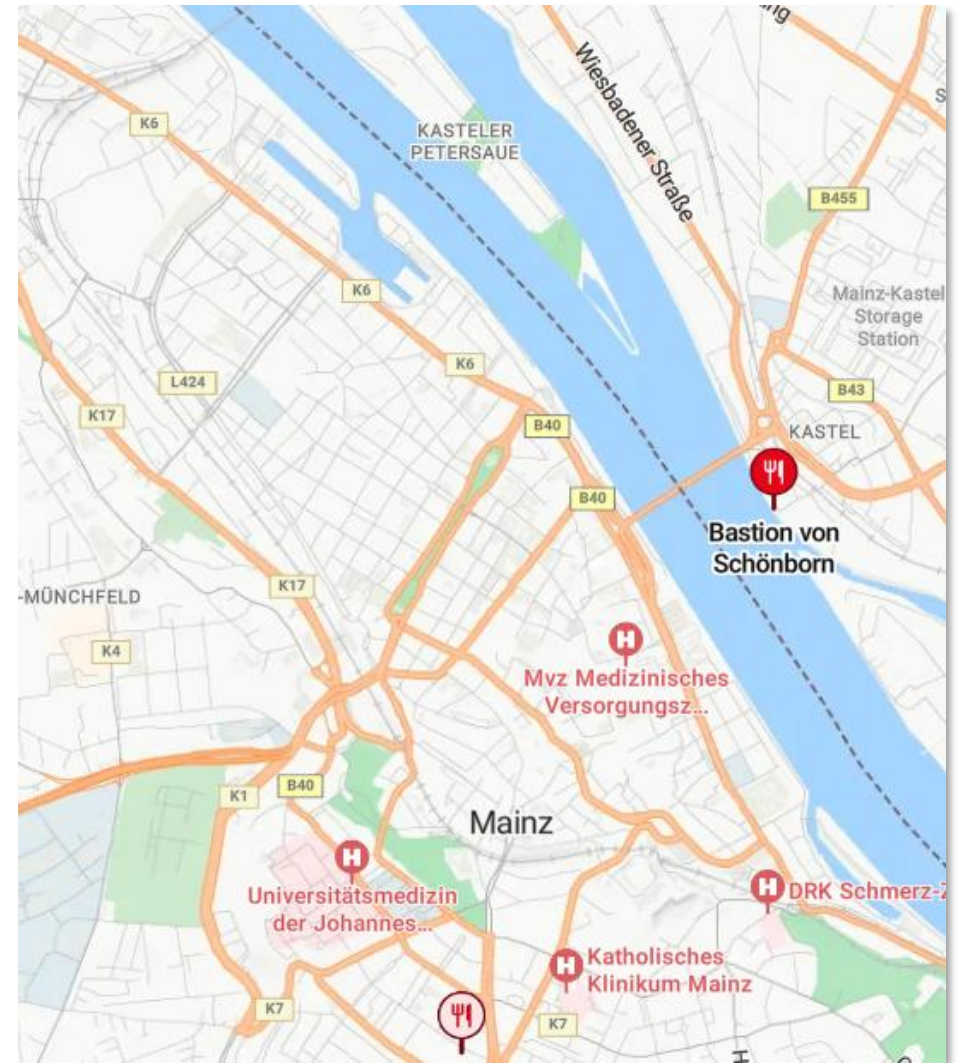 K6
KASTELER
PETERSAUE
Wiesbadener Straße
B455
Mainz-Kastel
Storage
Station
K6
K6
L424
B43
K17
B40
KASTEL
B40
Bastion von
Schönborn
K17
-MÜNCHFELD
K4
Mvz Medizinisches
Versorgungsz...
B40
K1
Mainz
H
Universitätsmedizin
der Johannes...
H
DRK Schmerz-Z
H
Katholisches
Klinikum Mainz
H
K7
K7